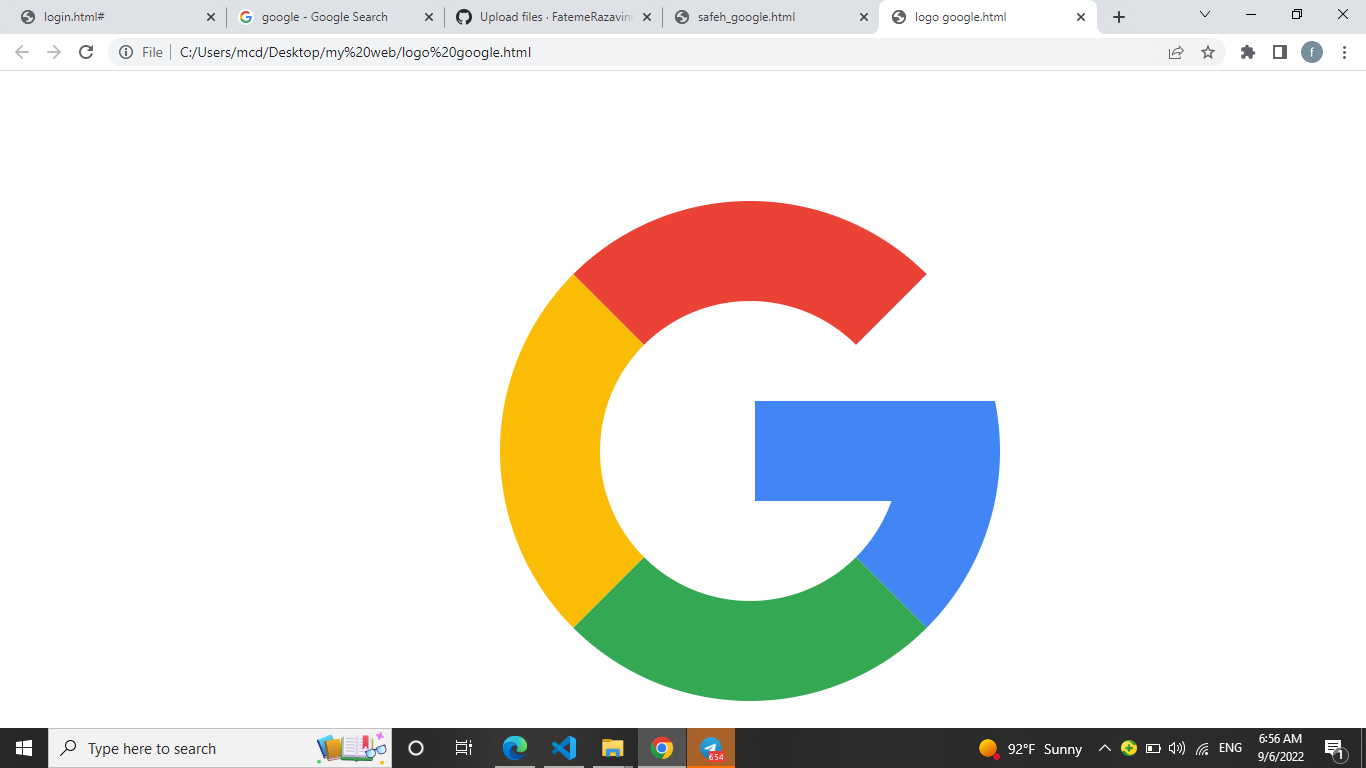 login.html#
google - Google Search
Upload files · FatemeRazavini
safeh_google.html
logo google.html
File
C:/Users/mcd/Desktop/my%20web/logo%20google.html
f
Type here to search
654
92°F Sunny
ENG
6:56 AM
9/6/2022
1